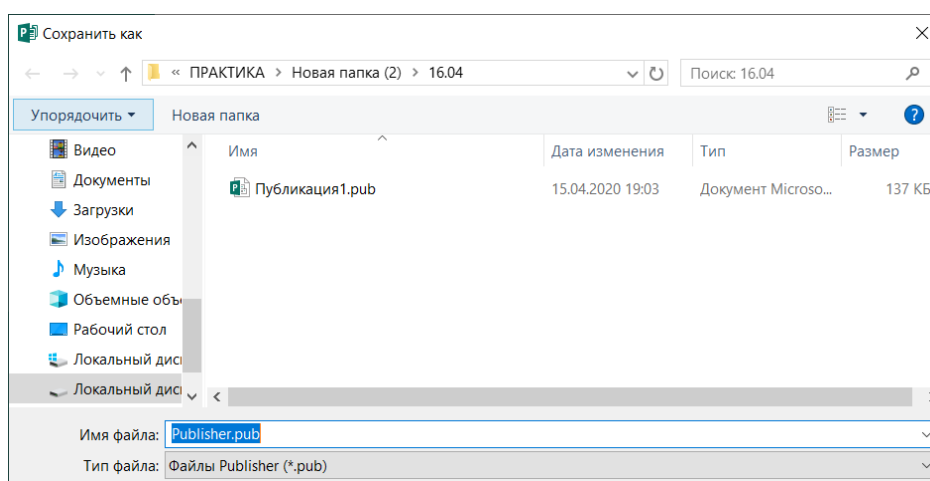 Сохранить как
« ПРАКТИКА > Новая папка (2) > 16.04
Поиск: 16.04
Упорядочить
Новая папка
Видео
Документы
Загрузки
Изображения
Музыка
Объемные объ
Рабочий стол
Локальный дис
Локальный дис
Имя Дата изменения Тип Размер
Публикация1.pub 15.04.2020 19:03 Документ Microso... 137 КБ
Имя файла: Publisher.pub
Тип файла: Файлы Publisher (*.pub)